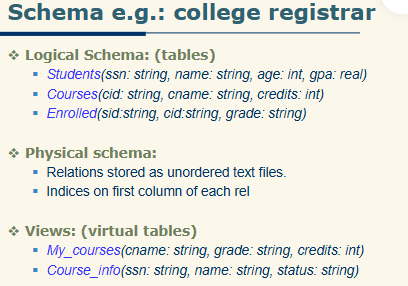 Schema e.g.: college registrar
Logical Schema: (tables)
Students(ssn: string, name: string, age: int, gpa: real)
Courses(cid: string, cname: string, credits: int)
Enrolled(sid:string, cid:string, grade: string)
Physical schema:
Relations stored as unordered text files.
Indices on first column of each rel
Views: (virtual tables)
My_courses(cname: string, grade: string, credits: int)
Course_info(ssn: string, name: string, status: string)